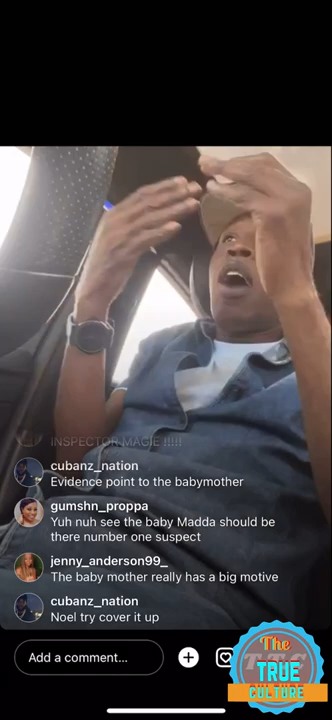 INSPECTOR MAGIE !!!!!
cubanz_nation
Evidence point to the babymother
gumshn_proppa
Yuh nuh see the baby Madda should be
there number one suspect
jenny_anderson99_
The baby mother really has a big motive
cubanz_nation
Noel try cover it up
Add a comment...
The
TRUE
CULTURE